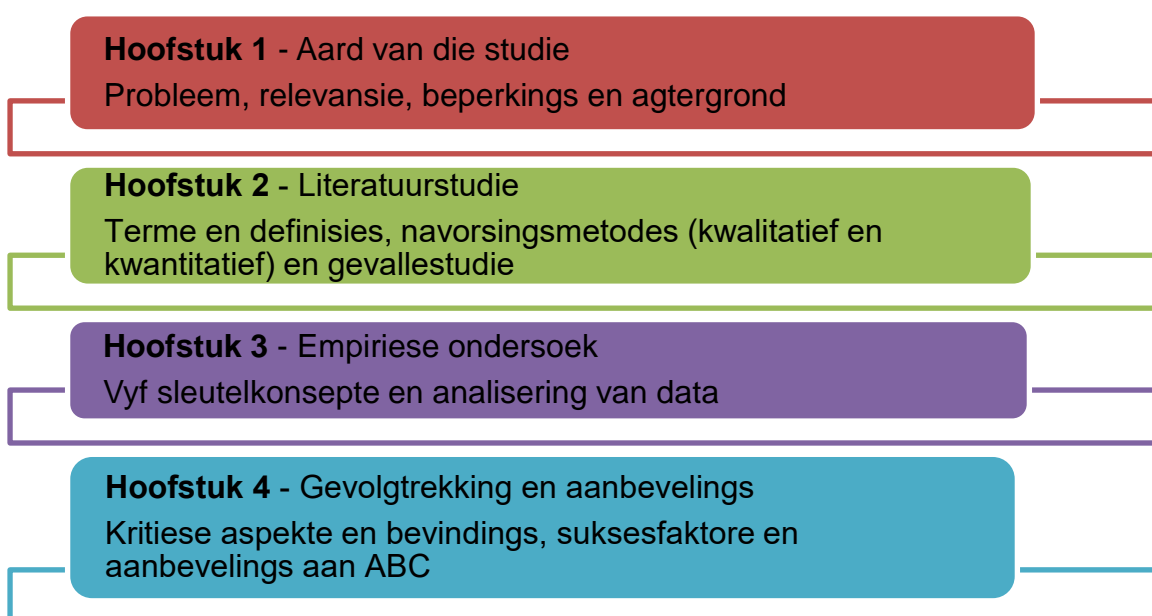 Hoofstuk 1 - Aard van die studie
Probleem, relevansie, beperkings en agtergrond
Hoofstuk 2 - Literatuurstudie
Terme en definisies, navorsingsmetodes (kwalitatief en
kwantitatief) en gevallestudie
Hoofstuk 3 - Empiriese ondersoek
Vyf sleutelkonsepte en analisering van data
Hoofstuk 4 - Gevolgtrekking en aanbevelings
Kritiese aspekte en bevindings, suksesfaktore en
aanbevelings aan ABC